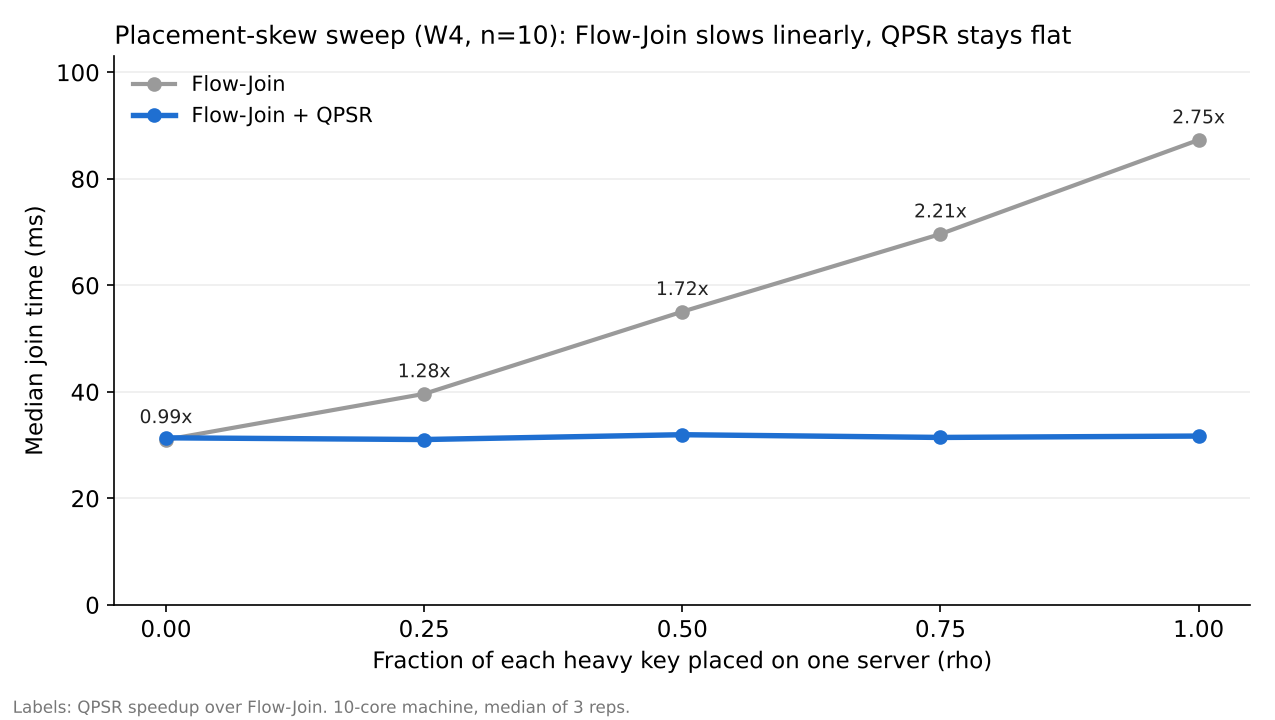 Placement-skew sweep (W4, n=10): Flow-Join slows linearly, QPSR stays flat
Flow-Join
Flow-Join + QPSR
Median join time (ms)
100
80
60
40
20
0
0.99x
1.28x
1.72x
2.21x
2.75x
0.00
0.25
0.50
0.75
1.00
Fraction of each heavy key placed on one server (rho)
Labels: QPSR speedup over Flow-Join. 10-core machine, median of 3 reps.